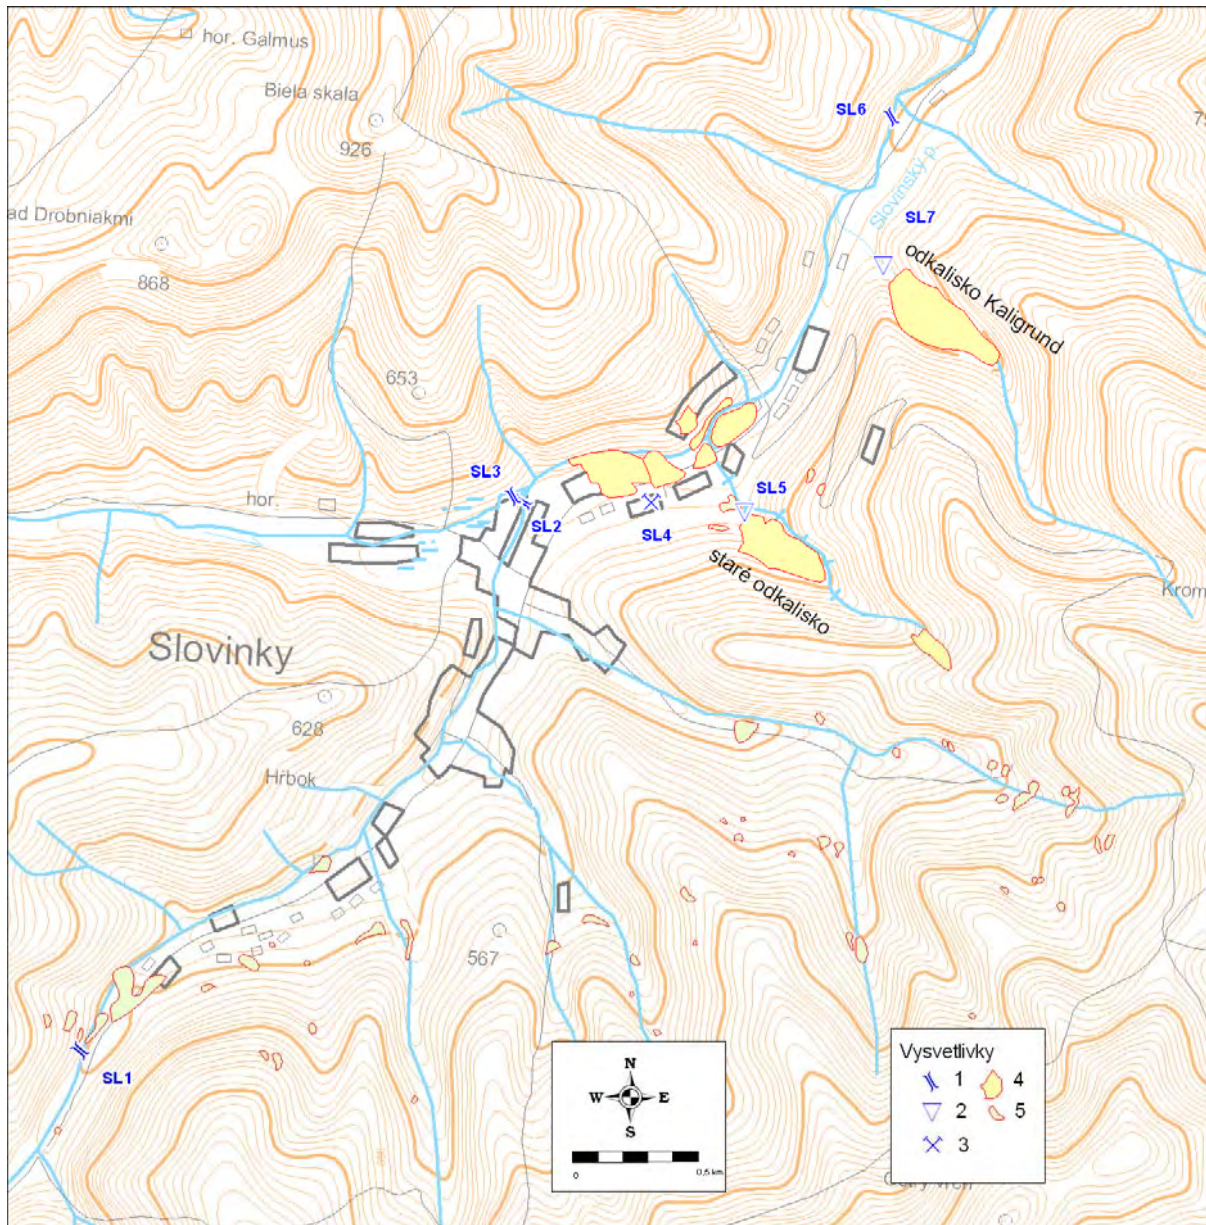 hor. Galmus
Biela skala
926
SL6
Slovinský p.
SL7
ad Drobniakmi
868
odkalisko Kaligrund
653
SL3
SL2
hor.
SL5
SL4
staré odkalisko
Krom
Slovinky
628
Hŕbok
567
SL1
N
W
E
S
0
0,5 km
Vysvetlivky
1
4
2
5
3